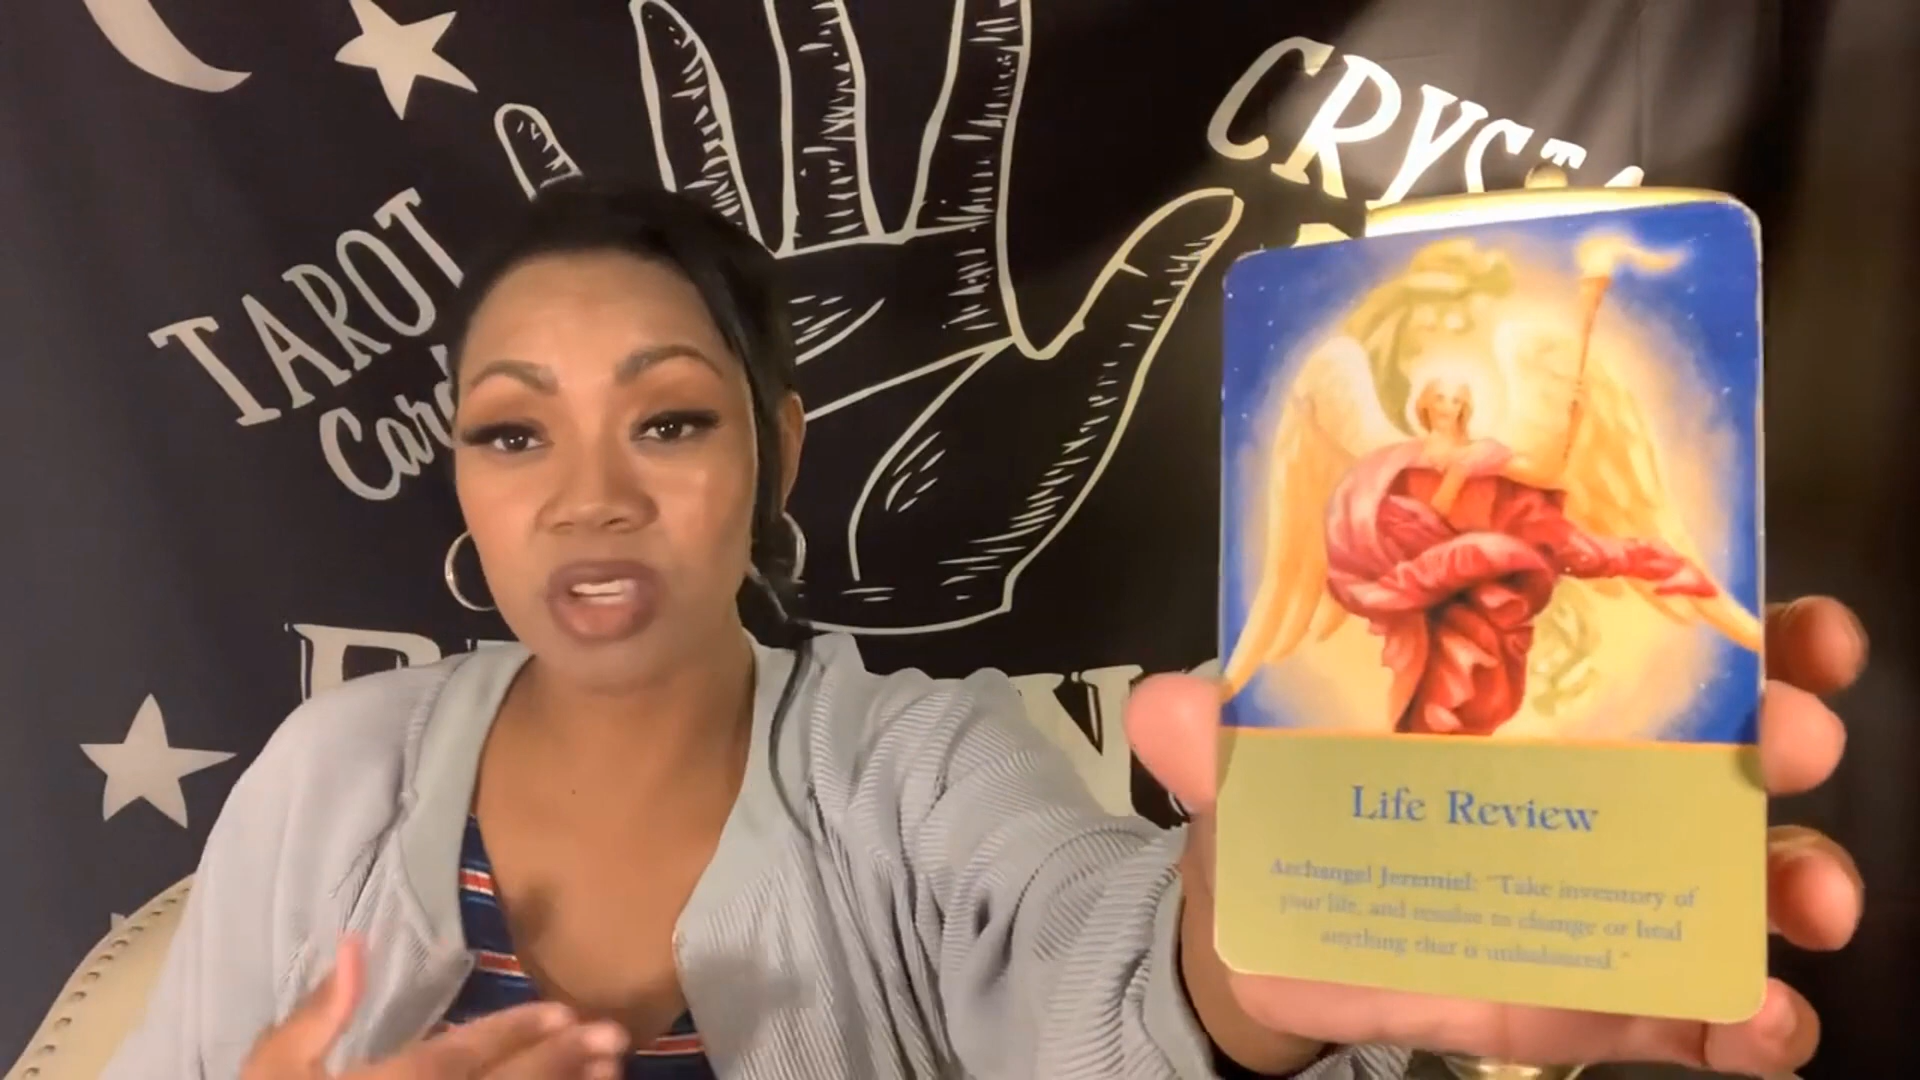 TAROT
CRYSTA
Life Review
Archangel Jeremiel: "Take inventory of
your life, and resolve to change or heal
anything that is unbalanced."